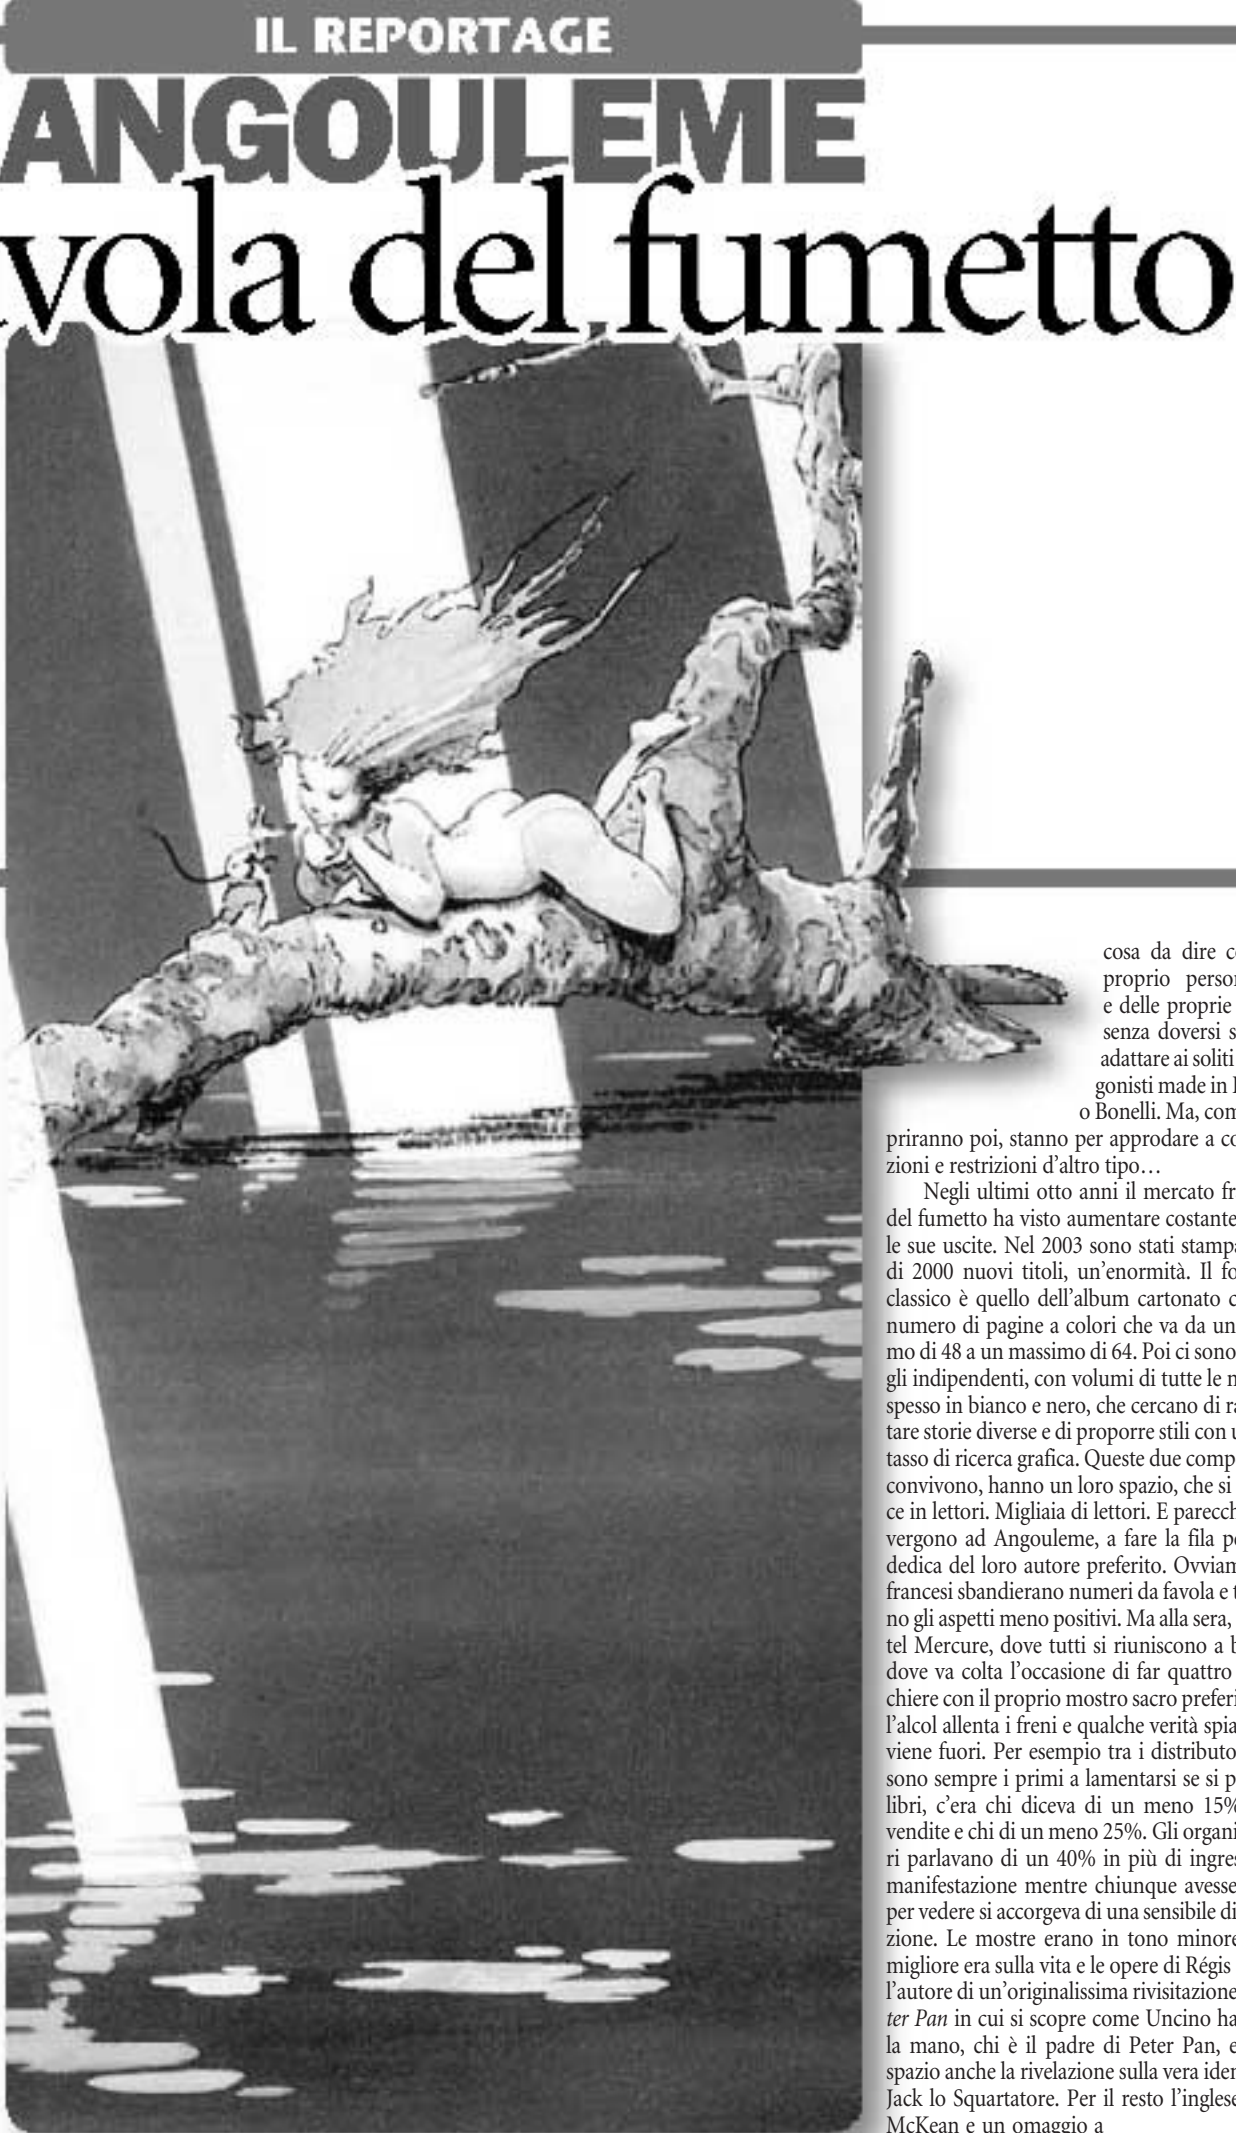 IL REPORTAGE
ANGOULEME
vola del fumetto
cosa da dire co
proprio person
e delle proprie
senza doversi s
adattare ai soliti
gonisti made in
o Bonelli. Ma, com
priranno poi, stanno per approdare a co
zioni e restrizioni d'altro tipo…
Negli ultimi otto anni il mercato fr
del fumetto ha visto aumentare costante
le sue uscite. Nel 2003 sono stati stampa
di 2000 nuovi titoli, un'enormità. Il fo
classico è quello dell'album cartonato c
numero di pagine a colori che va da un
mo di 48 a un massimo di 64. Poi ci sono
gli indipendenti, con volumi di tutte le m
spesso in bianco e nero, che cercano di ra
tare storie diverse e di proporre stili con u
tasso di ricerca grafica. Queste due comp
convivono, hanno un loro spazio, che si
ce in lettori. Migliaia di lettori. E parecch
vergono ad Angouleme, a fare la fila pe
dedica del loro autore preferito. Ovviam
francesi sbandierano numeri da favola e t
no gli aspetti meno positivi. Ma alla sera,
tel Mercure, dove tutti si riuniscono a b
dove va colta l'occasione di far quattro
chiere con il proprio mostro sacro preferi
l'alcol allenta i freni e qualche verità spia
viene fuori. Per esempio tra i distributo
sono sempre i primi a lamentarsi se si p
libri, c'era chi diceva di un meno 15%
vendite e chi di un meno 25%. Gli organi
ri parlavano di un 40% in più di ingres
manifestazione mentre chiunque avesse
per vedere si accorgeva di una sensibile di
zione. Le mostre erano in tono minore
migliore era sulla vita e le opere di Régis
l'autore di un'originalissima rivisitazione
ter Pan in cui si scopre come Uncino ha
la mano, chi è il padre di Peter Pan, e
spazio anche la rivelazione sulla vera iden
Jack lo Squartatore. Per il resto l'inglese
McKean e un omaggio a